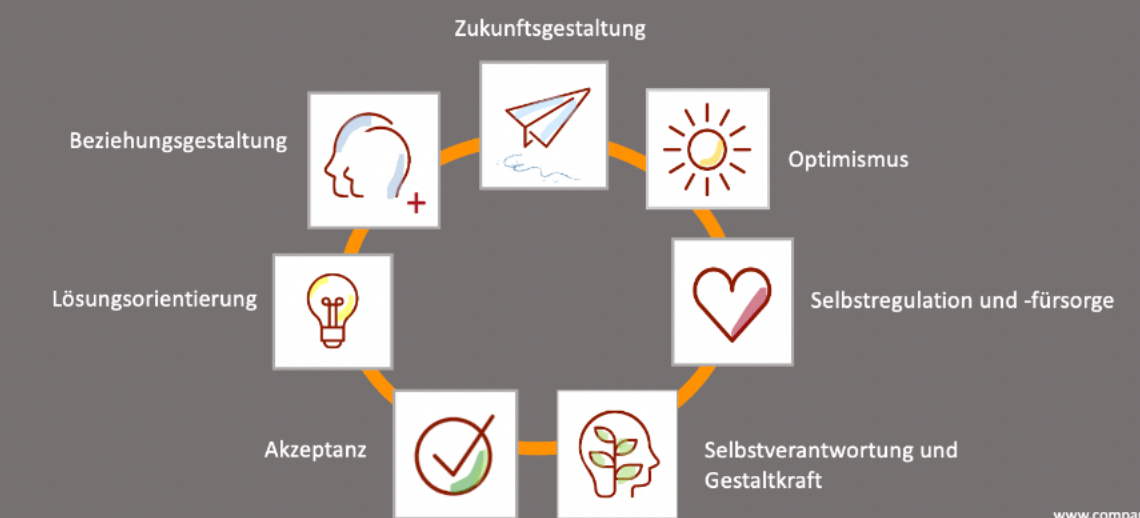 Zukunftsgestaltung
Beziehungsgestaltung
Optimismus
Lösungsorientierung
Selbstregulation und -fürsorge
Akzeptanz
Selbstverantwortung und
Gestaltkraft